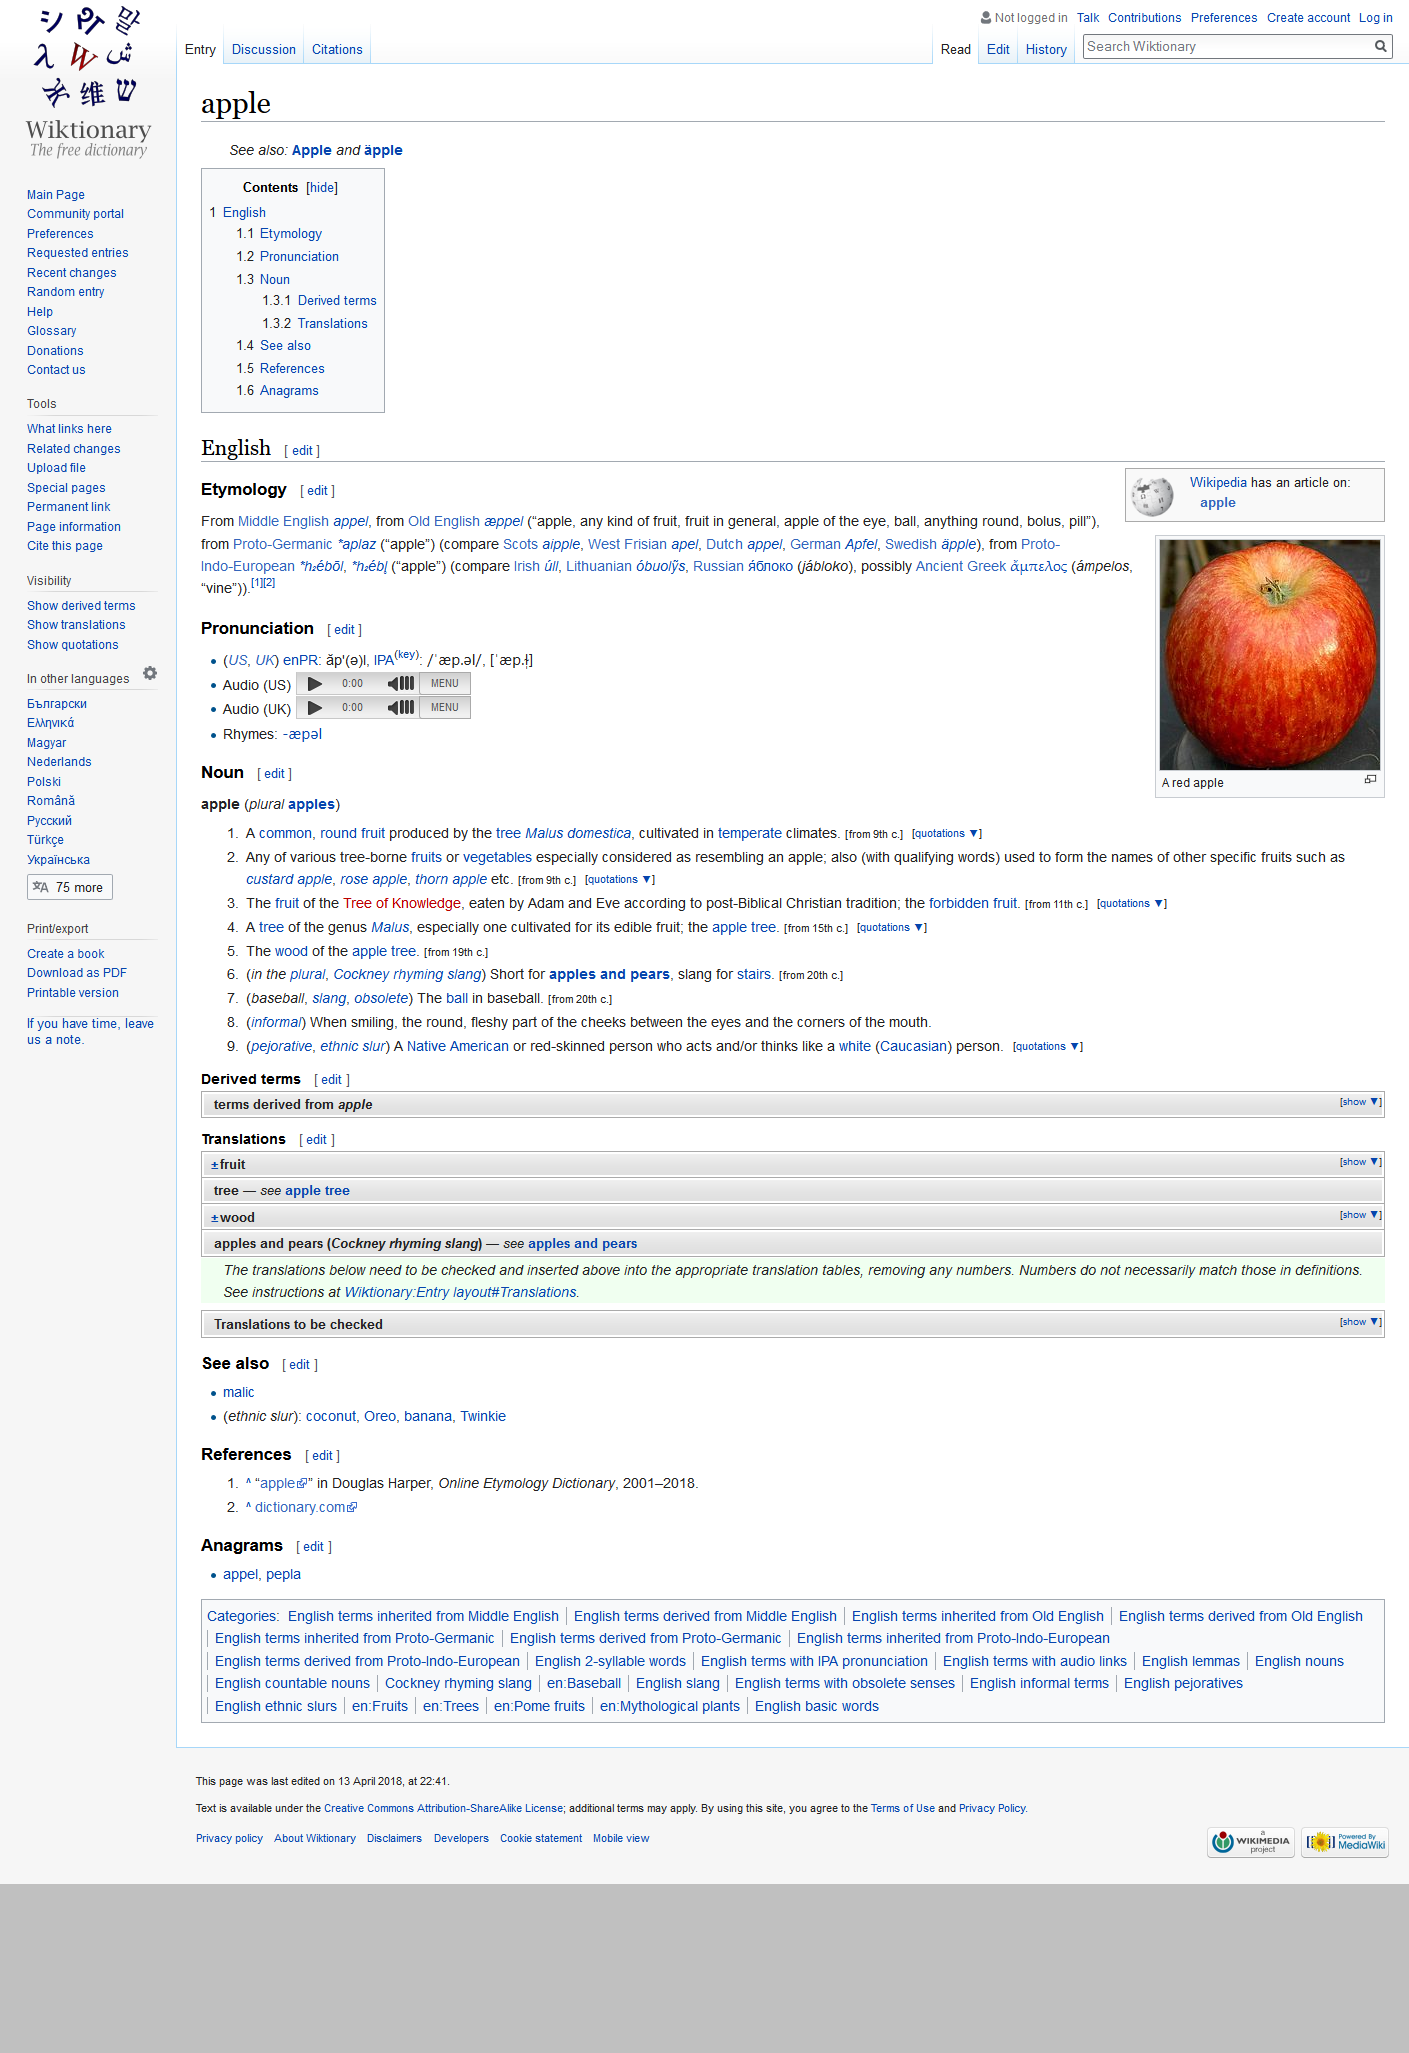 Not logged in Talk Contributions Preferences Create account Log in
Entry Discussion Citations Read Edit History Search Wiktionary
シ 말
λ W ش
维 ש
Wiktionary
The free dictionary
Main Page
Community portal
Preferences
Requested entries
Recent changes
Random entry
Help
Glossary
Donations
Contact us
Tools
What links here
Related changes
Upload file
Special pages
Permanent link
Page information
Cite this page
Visibility
Show derived terms
Show translations
Show quotations
In other languages
Български
Ελληνικά
Magyar
Nederlands
Polski
Română
Русский
Türkçe
Українська
75 more
Print/export
Create a book
Download as PDF
Printable version
If you have time, leave
us a note.
apple
See also: Apple and äpple
Contents [hide]
1 English
1.1 Etymology
1.2 Pronunciation
1.3 Noun
1.3.1 Derived terms
1.3.2 Translations
1.4 See also
1.5 References
1.6 Anagrams
English [ edit ]
Wikipedia has an article on:
apple
Etymology [ edit ]
From Middle English appel, from Old English æppel (“apple, any kind of fruit, fruit in general, apple of the eye, ball, anything round, bolus, pill”),
from Proto-Germanic *aplaz (“apple”) (compare Scots aipple, West Frisian apel, Dutch appel, German Apfel, Swedish äpple), from Proto-
Indo-European *h₂ébōl, *h₂ébl̥ (“apple”) (compare Irish úll, Lithuanian óbuolỹs, Russian я́блоко (jábloko), possibly Ancient Greek ἄμπελος (ámpelos,
“vine”)).[1][2]
A red apple
Pronunciation [ edit ]
• (US, UK) enPR: ăp'(ə)l, IPA(key): /ˈæp.əl/, [ˈæp.ɫ]
• Audio (US) 0:00 MENU
• Audio (UK) 0:00 MENU
• Rhymes: -æpəl
Noun [ edit ]
apple (plural apples)
1. A common, round fruit produced by the tree Malus domestica, cultivated in temperate climates. [from 9th c.] [quotations ▼]
2. Any of various tree-borne fruits or vegetables especially considered as resembling an apple; also (with qualifying words) used to form the names of other specific fruits such as
custard apple, rose apple, thorn apple etc. [from 9th c.] [quotations ▼]
3. The fruit of the Tree of Knowledge, eaten by Adam and Eve according to post-Biblical Christian tradition; the forbidden fruit. [from 11th c.] [quotations ▼]
4. A tree of the genus Malus, especially one cultivated for its edible fruit; the apple tree. [from 15th c.] [quotations ▼]
5. The wood of the apple tree. [from 19th c.]
6. (in the plural, Cockney rhyming slang) Short for apples and pears, slang for stairs. [from 20th c.]
7. (baseball, slang, obsolete) The ball in baseball. [from 20th c.]
8. (informal) When smiling, the round, fleshy part of the cheeks between the eyes and the corners of the mouth.
9. (pejorative, ethnic slur) A Native American or red-skinned person who acts and/or thinks like a white (Caucasian) person. [quotations ▼]
Derived terms [ edit ]
terms derived from apple [show ▼]
Translations [ edit ]
±fruit [show ▼]
tree — see apple tree
±wood [show ▼]
apples and pears (Cockney rhyming slang) — see apples and pears
The translations below need to be checked and inserted above into the appropriate translation tables, removing any numbers. Numbers do not necessarily match those in definitions.
See instructions at Wiktionary:Entry layout#Translations.
Translations to be checked [show ▼]
See also [ edit ]
• malic
• (ethnic slur): coconut, Oreo, banana, Twinkie
References [ edit ]
1. ^ “apple” in Douglas Harper, Online Etymology Dictionary, 2001–2018.
2. ^ dictionary.com
Anagrams [ edit ]
• appel, pepla
Categories: English terms inherited from Middle English | English terms derived from Middle English | English terms inherited from Old English | English terms derived from Old English
| English terms inherited from Proto-Germanic | English terms derived from Proto-Germanic | English terms inherited from Proto-Indo-European
| English terms derived from Proto-Indo-European | English 2-syllable words | English terms with IPA pronunciation | English terms with audio links | English lemmas | English nouns
| English countable nouns | Cockney rhyming slang | en:Baseball | English slang | English terms with obsolete senses | English informal terms | English pejoratives
| English ethnic slurs | en:Fruits | en:Trees | en:Pome fruits | en:Mythological plants | English basic words
This page was last edited on 13 April 2018, at 22:41.
Text is available under the Creative Commons Attribution-ShareAlike License; additional terms may apply. By using this site, you agree to the Terms of Use and Privacy Policy.
Privacy policy About Wiktionary Disclaimers Developers Cookie statement Mobile view
a WIKIMEDIA project
Powered By MediaWiki